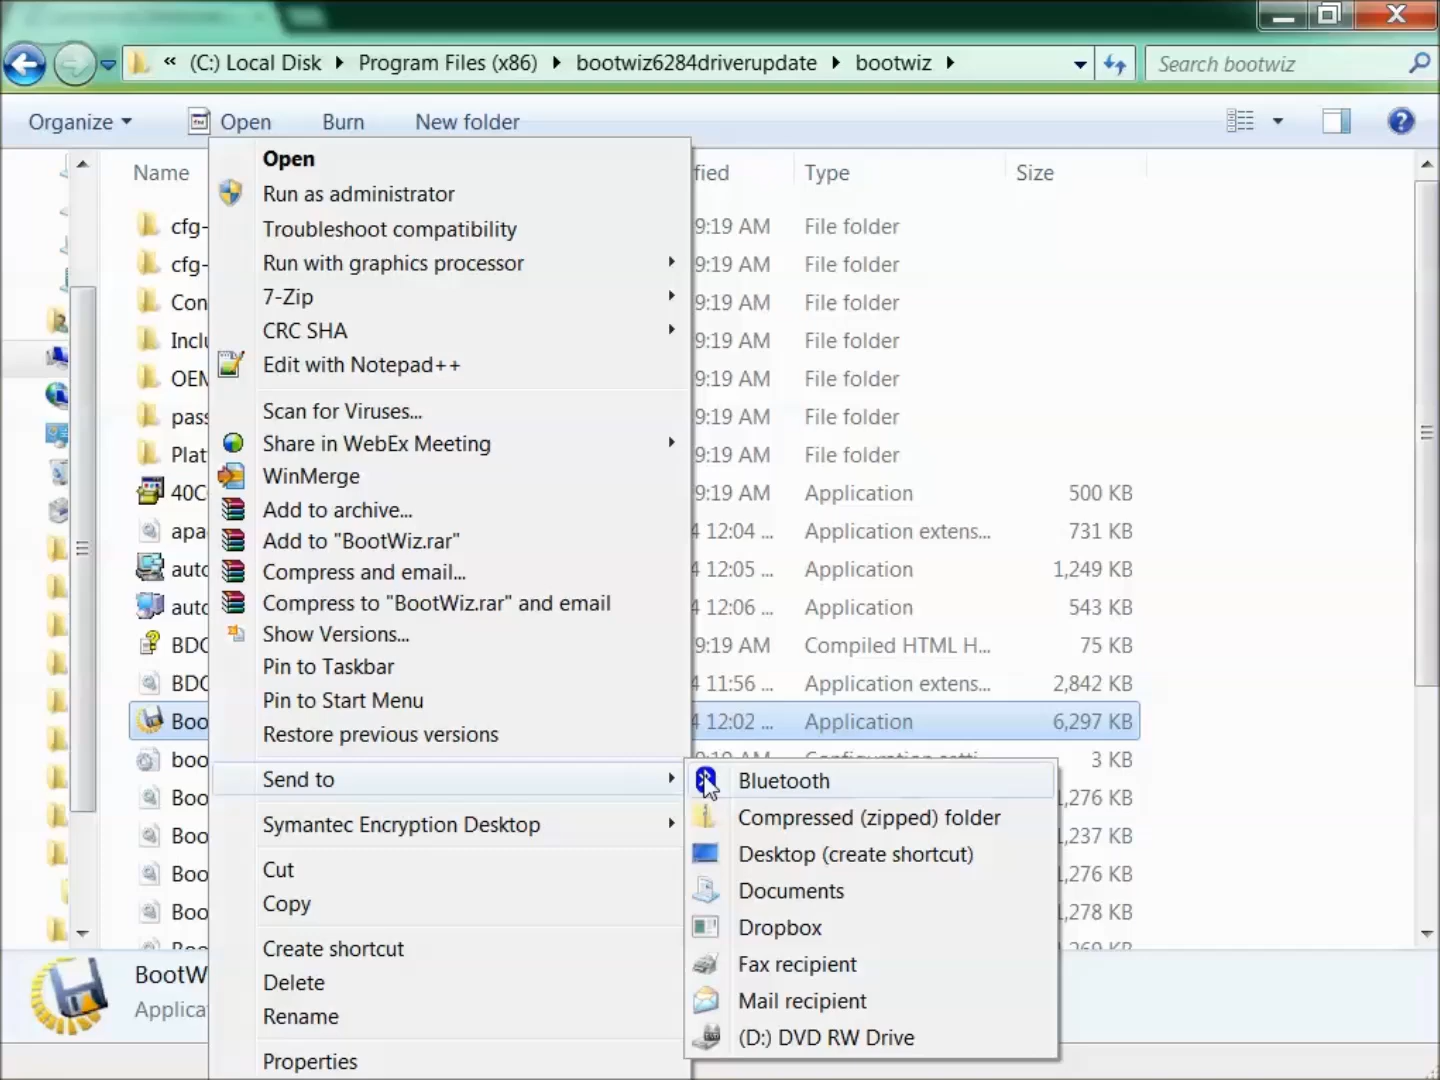 « (C:) Local Disk ▸ Program Files (x86) ▸ bootwiz6284driverupdate ▸ bootwiz ▸
Search bootwiz
Organize Open Burn New folder
Name Type Size
Open
Run as administrator
Troubleshoot compatibility
Run with graphics processor
7-Zip
CRC SHA
Edit with Notepad++
Scan for Viruses...
Share in WebEx Meeting
WinMerge
Add to archive...
Add to "BootWiz.rar"
Compress and email...
Compress to "BootWiz.rar" and email
Show Versions...
Pin to Taskbar
Pin to Start Menu
Restore previous versions
Send to
Symantec Encryption Desktop
Cut
Copy
Create shortcut
Delete
Rename
Properties
Bluetooth
Compressed (zipped) folder
Desktop (create shortcut)
Documents
Dropbox
Fax recipient
Mail recipient
(D:) DVD RW Drive
cfg- 9:19 AM File folder
cfg- 9:19 AM File folder
Con 9:19 AM File folder
Inclu 9:19 AM File folder
OEM 9:19 AM File folder
pass 9:19 AM File folder
Plat 9:19 AM File folder
40C 9:19 AM Application 500 KB
apa 4 12:04 ... Application extens... 731 KB
auto 4 12:05 ... Application 1,249 KB
auto 4 12:06 ... Application 543 KB
BDC 9:19 AM Compiled HTML H... 75 KB
BDC 4 11:56 ... Application extens... 2,842 KB
Boo 4 12:02 ... Application 6,297 KB
boo 3 KB
Boo ,276 KB
Boo ,237 KB
Boo ,276 KB
Boo ,278 KB
BootW
Applica